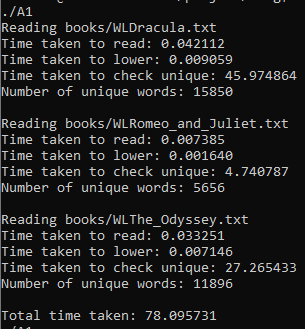 ./A1
Reading books/WLDracula.txt
Time taken to read: 0.042112
Time taken to lower: 0.009059
Time taken to check unique: 45.974864
Number of unique words: 15850
Reading books/WLRomeo_and_Juliet.txt
Time taken to read: 0.007385
Time taken to lower: 0.001640
Time taken to check unique: 4.740787
Number of unique words: 5656
Reading books/WLThe_Odyssey.txt
Time taken to read: 0.033251
Time taken to lower: 0.007146
Time taken to check unique: 27.265433
Number of unique words: 11896
Total time taken: 78.095731